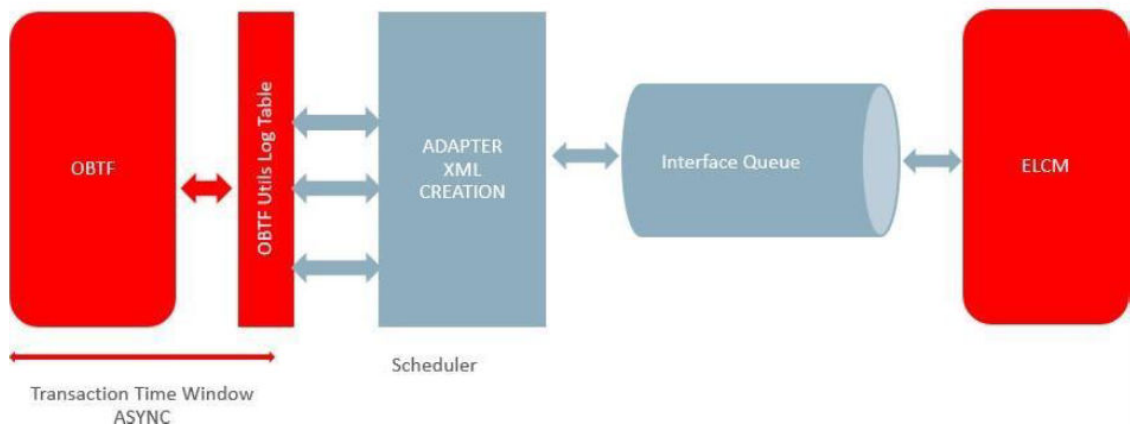 OBTF
OBTF Utils Log Table
ADAPTER
XML
CREATION
Interface Queue
ELCM
Scheduler
Transaction Time Window
ASYNC